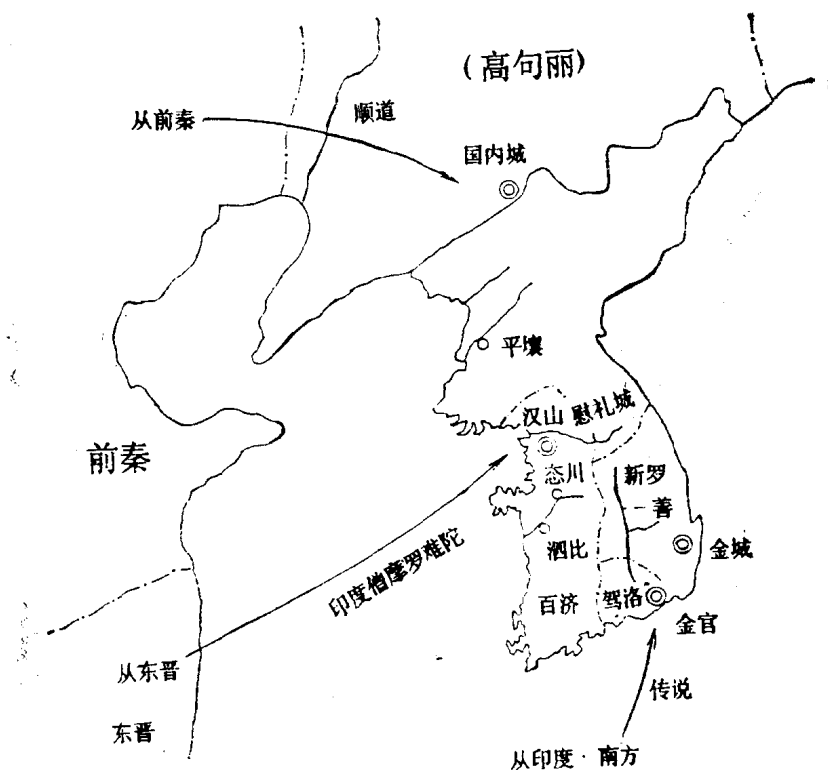 (高句丽)
顺道
从前秦
国内城
平壤
汉山 慰礼城
前秦
态川
新罗
一善
泗比
金城
印度僧摩罗难陀
百济
驾洛
金官
从东晋
传说
东晋
从印度·南方